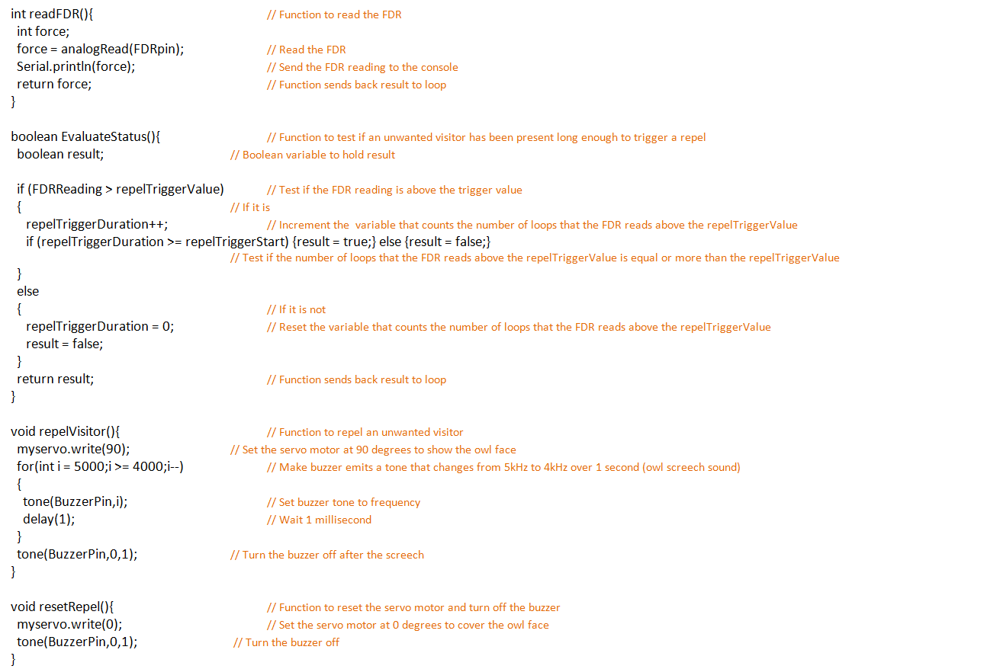 int readFDR(){ // Function to read the FDR
int force;
force = analogRead(FDRpin); // Read the FDR
Serial.println(force); // Send the FDR reading to the console
return force; // Function sends back result to loop
}
boolean EvaluateStatus(){ // Function to test if an unwanted visitor has been present long enough to trigger a repel
boolean result; // Boolean variable to hold result
if (FDRReading > repelTriggerValue) // Test if the FDR reading is above the trigger value
{ // If it is
repelTriggerDuration++; // Increment the  variable that counts the number of loops that the FDR reads above the repelTriggerValue
if (repelTriggerDuration >= repelTriggerStart) {result = true;} else {result = false;}
// Test if the number of loops that the FDR reads above the repelTriggerValue is equal or more than the repelTriggerValue
}
else
{ // If it is not
repelTriggerDuration = 0; // Reset the variable that counts the number of loops that the FDR reads above the repelTriggerValue
result = false;
}
return result; // Function sends back result to loop
}
void repelVisitor(){ // Function to repel an unwanted visitor
myservo.write(90); // Set the servo motor at 90 degrees to show the owl face
for(int i = 5000;i >= 4000;i--) // Make buzzer emits a tone that changes from 5kHz to 4kHz over 1 second (owl screech sound)
{
tone(BuzzerPin,i); // Set buzzer tone to frequency
delay(1); // Wait 1 millisecond
}
tone(BuzzerPin,0,1); // Turn the buzzer off after the screech
}
void resetRepel(){ // Function to reset the servo motor and turn off the buzzer
myservo.write(0); // Set the servo motor at 0 degrees to cover the owl face
tone(BuzzerPin,0,1); // Turn the buzzer off
}